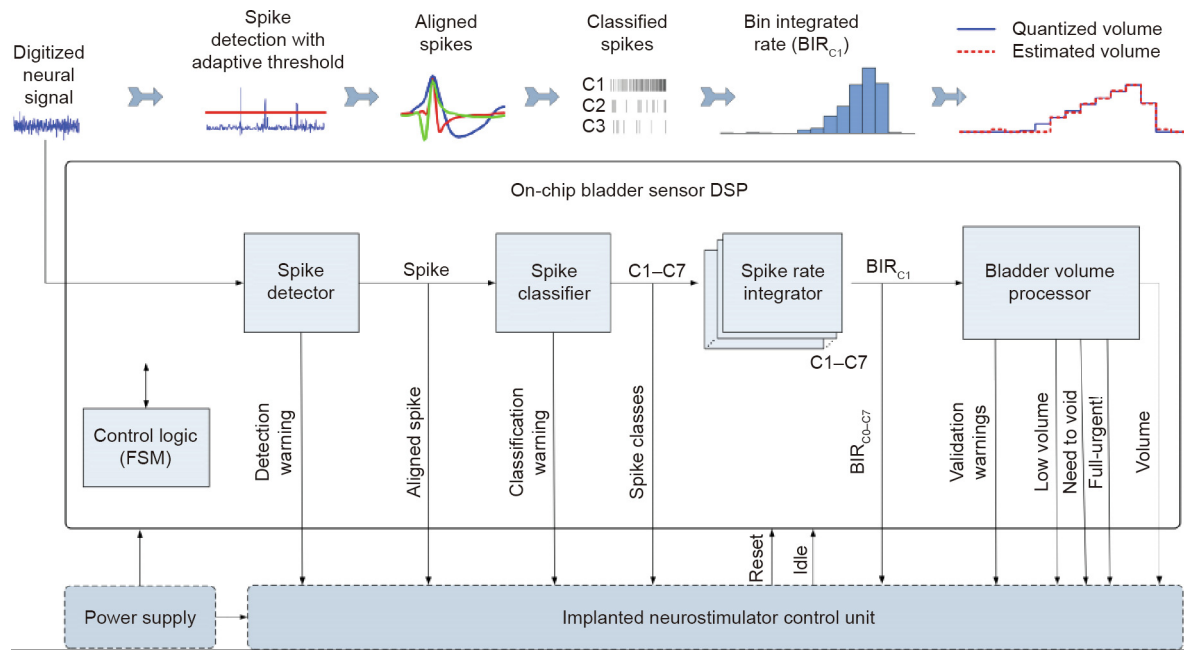 Digitized
neural
signal
Spike
detection with
adaptive threshold
Aligned
spikes
Classified
spikes
C1
C2
C3
Bin integrated
rate (BIR_C1)
Quantized volume
Estimated volume
On-chip bladder sensor DSP
Spike
detector
Spike
Spike
classifier
C1–C7
Spike rate
integrator
C1–C7
BIR_C1
Bladder volume
processor
Control logic
(FSM)
Detection
warning
Aligned spike
Classification
warning
Spike classes
BIR_C0–C7
Validation
warnings
Low volume
Need to void
Full-urgent!
Volume
Reset
Idle
Power supply
Implanted neurostimulator control unit